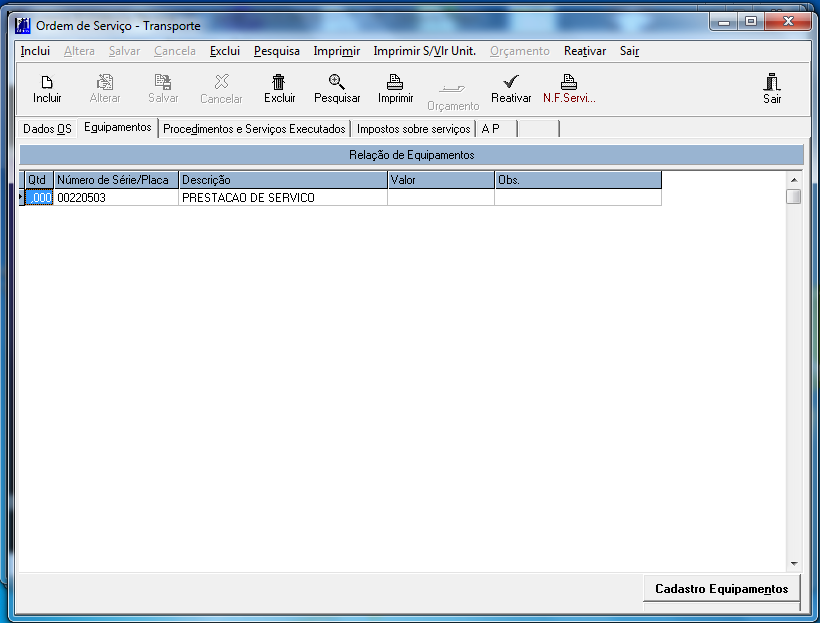 Ordem de Serviço - Transporte
Inclui Altera Salvar Cancela Exclui Pesquisa Imprimir Imprimir S/Vlr Unit. Orçamento Reativar Sair
Incluir Alterar Salvar Cancelar Excluir Pesquisar Imprimir Orçamento Reativar N.F.Servi... Sair
Dados OS Equipamentos Procedimentos e Serviços Executados Impostos sobre serviços A P
Relação de Equipamentos
Qtd Número de Série/Placa Descrição Valor Obs.
,000 00220503 PRESTACAO DE SERVICO
Cadastro Equipamentos